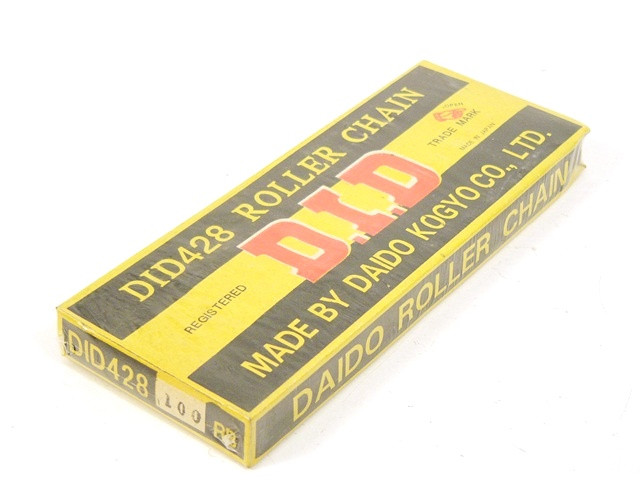 DID428 ROLLER CHAIN
REGISTERED
D.I.D
JAPAN
TRADE MARK
MADE IN JAPAN
MADE BY DAIDO KOGYO CO., LTD.
DAIDO ROLLER CHAIN
DID428 100